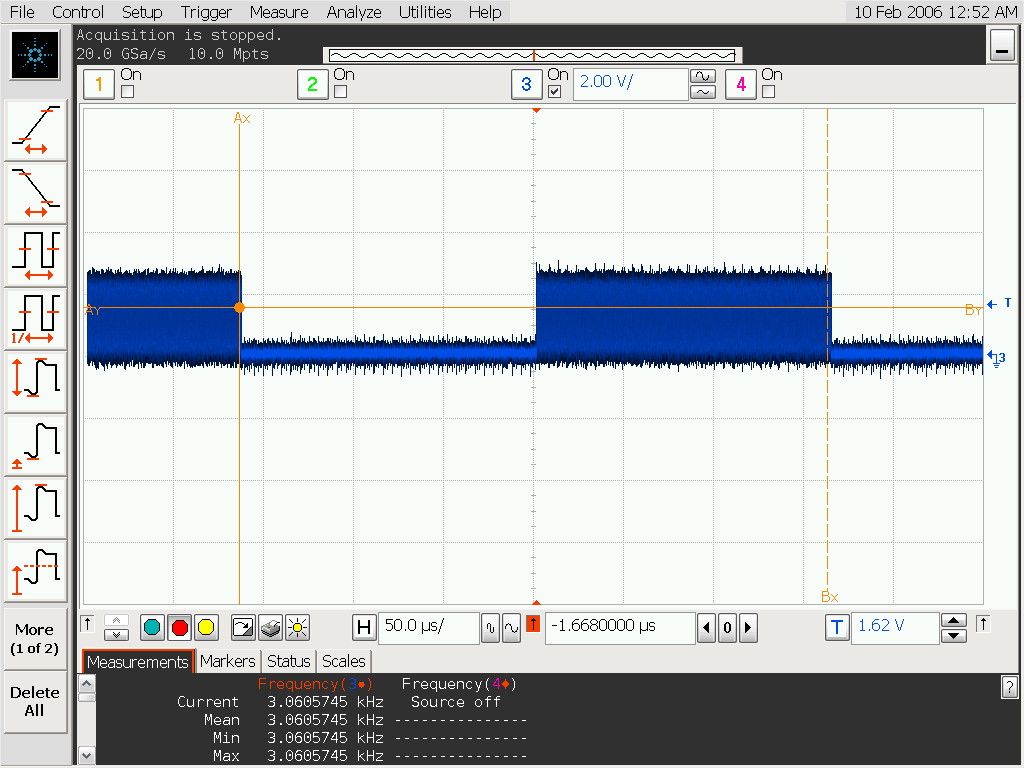 File Control Setup Trigger Measure Analyze Utilities Help 10 Feb 2006 12:52 AM
Acquisition is stopped.
20.0 GSa/s 10.0 Mpts
1 On 2 On 3 On 2.00 V/ 4 On
Ax
T
Ay By
3
1/
Bx
More
(1 of 2)
Delete
All
H 50.0 µs/ -1.6680000 µs 0 T 1.62 V
Measurements Markers Status Scales
Frequency(3) Frequency(4) ?
Current 3.0605745 kHz Source off
Mean 3.0605745 kHz ---------------
Min 3.0605745 kHz ---------------
Max 3.0605745 kHz ---------------